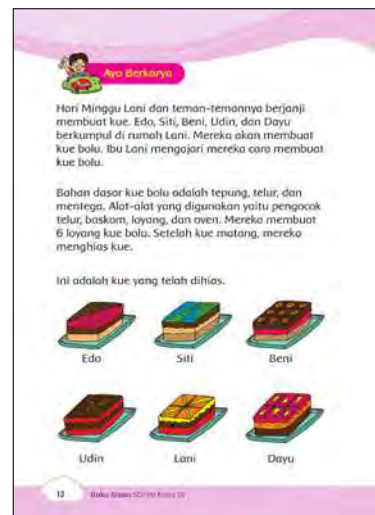 Ayo Berkarya
Hari Minggu Lani dan teman-temannya berjanji
membuat kue. Edo, Siti, Beni, Udin, dan Dayu
berkumpul di rumah Lani. Mereka akan membuat
kue bolu. Ibu Lani mengajari mereka cara membuat
kue bolu.
Bahan dasar kue bolu adalah tepung, telur, dan
mentega. Alat-alat yang digunakan yaitu pengocok
telur, baskom, loyang, dan oven. Mereka membuat
6 loyang kue bolu. Setelah kue matang, mereka
menghias kue.
Ini adalah kue yang telah dihias.
Edo Siti Beni
Udin Lani Dayu
12 Buku Siswa SD/MI Kelas III